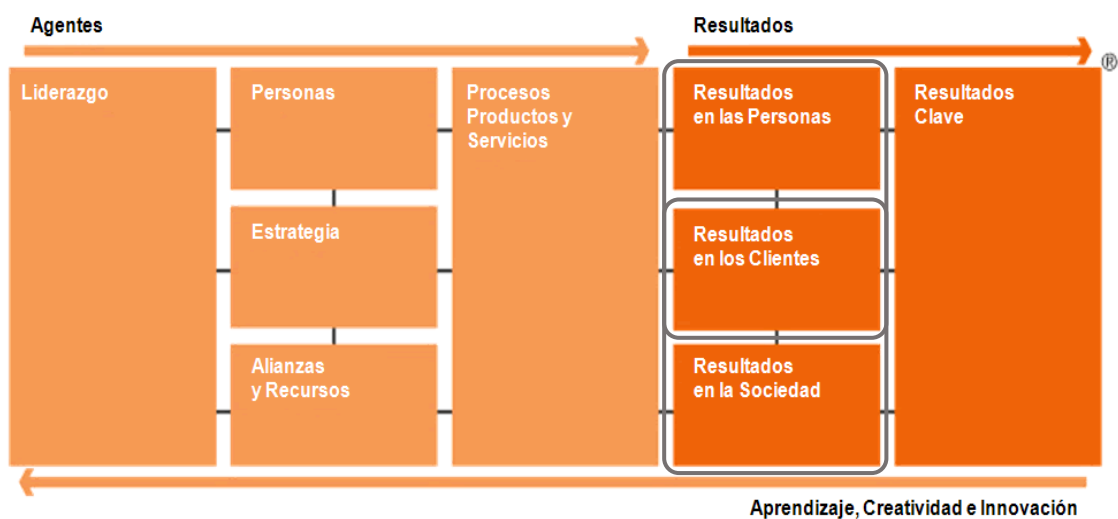 Agentes
Resultados
®
Liderazgo
Personas
Procesos
Productos y
Servicios
Resultados
en las Personas
Resultados
Clave
Estrategia
Resultados
en los Clientes
Alianzas
y Recursos
Resultados
en la Sociedad
Aprendizaje, Creatividad e Innovación